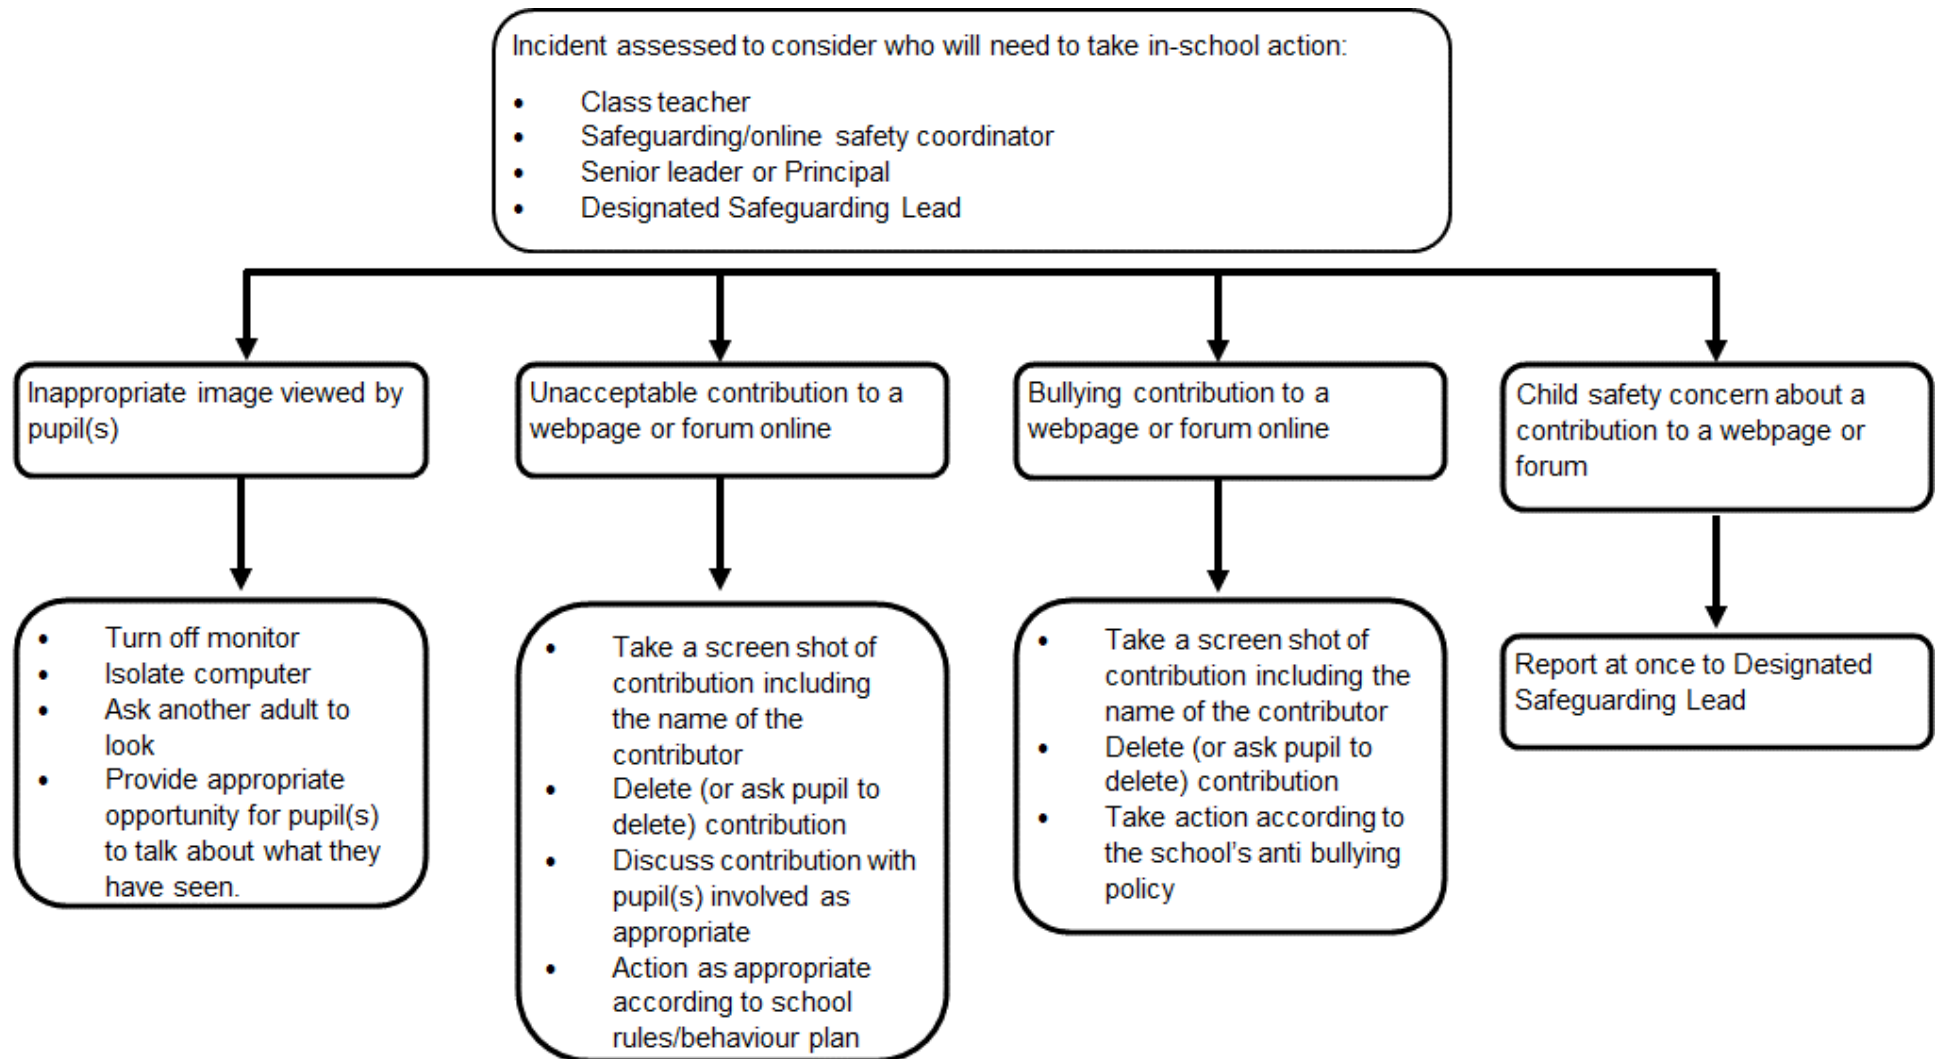 Incident assessed to consider who will need to take in-school action:
• Class teacher
• Safeguarding/online safety coordinator
• Senior leader or Principal
• Designated Safeguarding Lead
Inappropriate image viewed by
pupil(s)
Unacceptable contribution to a
webpage or forum online
Bullying contribution to a
webpage or forum online
Child safety concern about a
contribution to a webpage or
forum
• Turn off monitor
• Isolate computer
• Ask another adult to
look
• Provide appropriate
opportunity for pupil(s)
to talk about what they
have seen.
• Take a screen shot of
contribution including
the name of the
contributor
• Delete (or ask pupil to
delete) contribution
• Discuss contribution with
pupil(s) involved as
appropriate
• Action as appropriate
according to school
rules/behaviour plan
• Take a screen shot of
contribution including the
name of the contributor
• Delete (or ask pupil to
delete) contribution
• Take action according to
the school's anti bullying
policy
Report at once to Designated
Safeguarding Lead